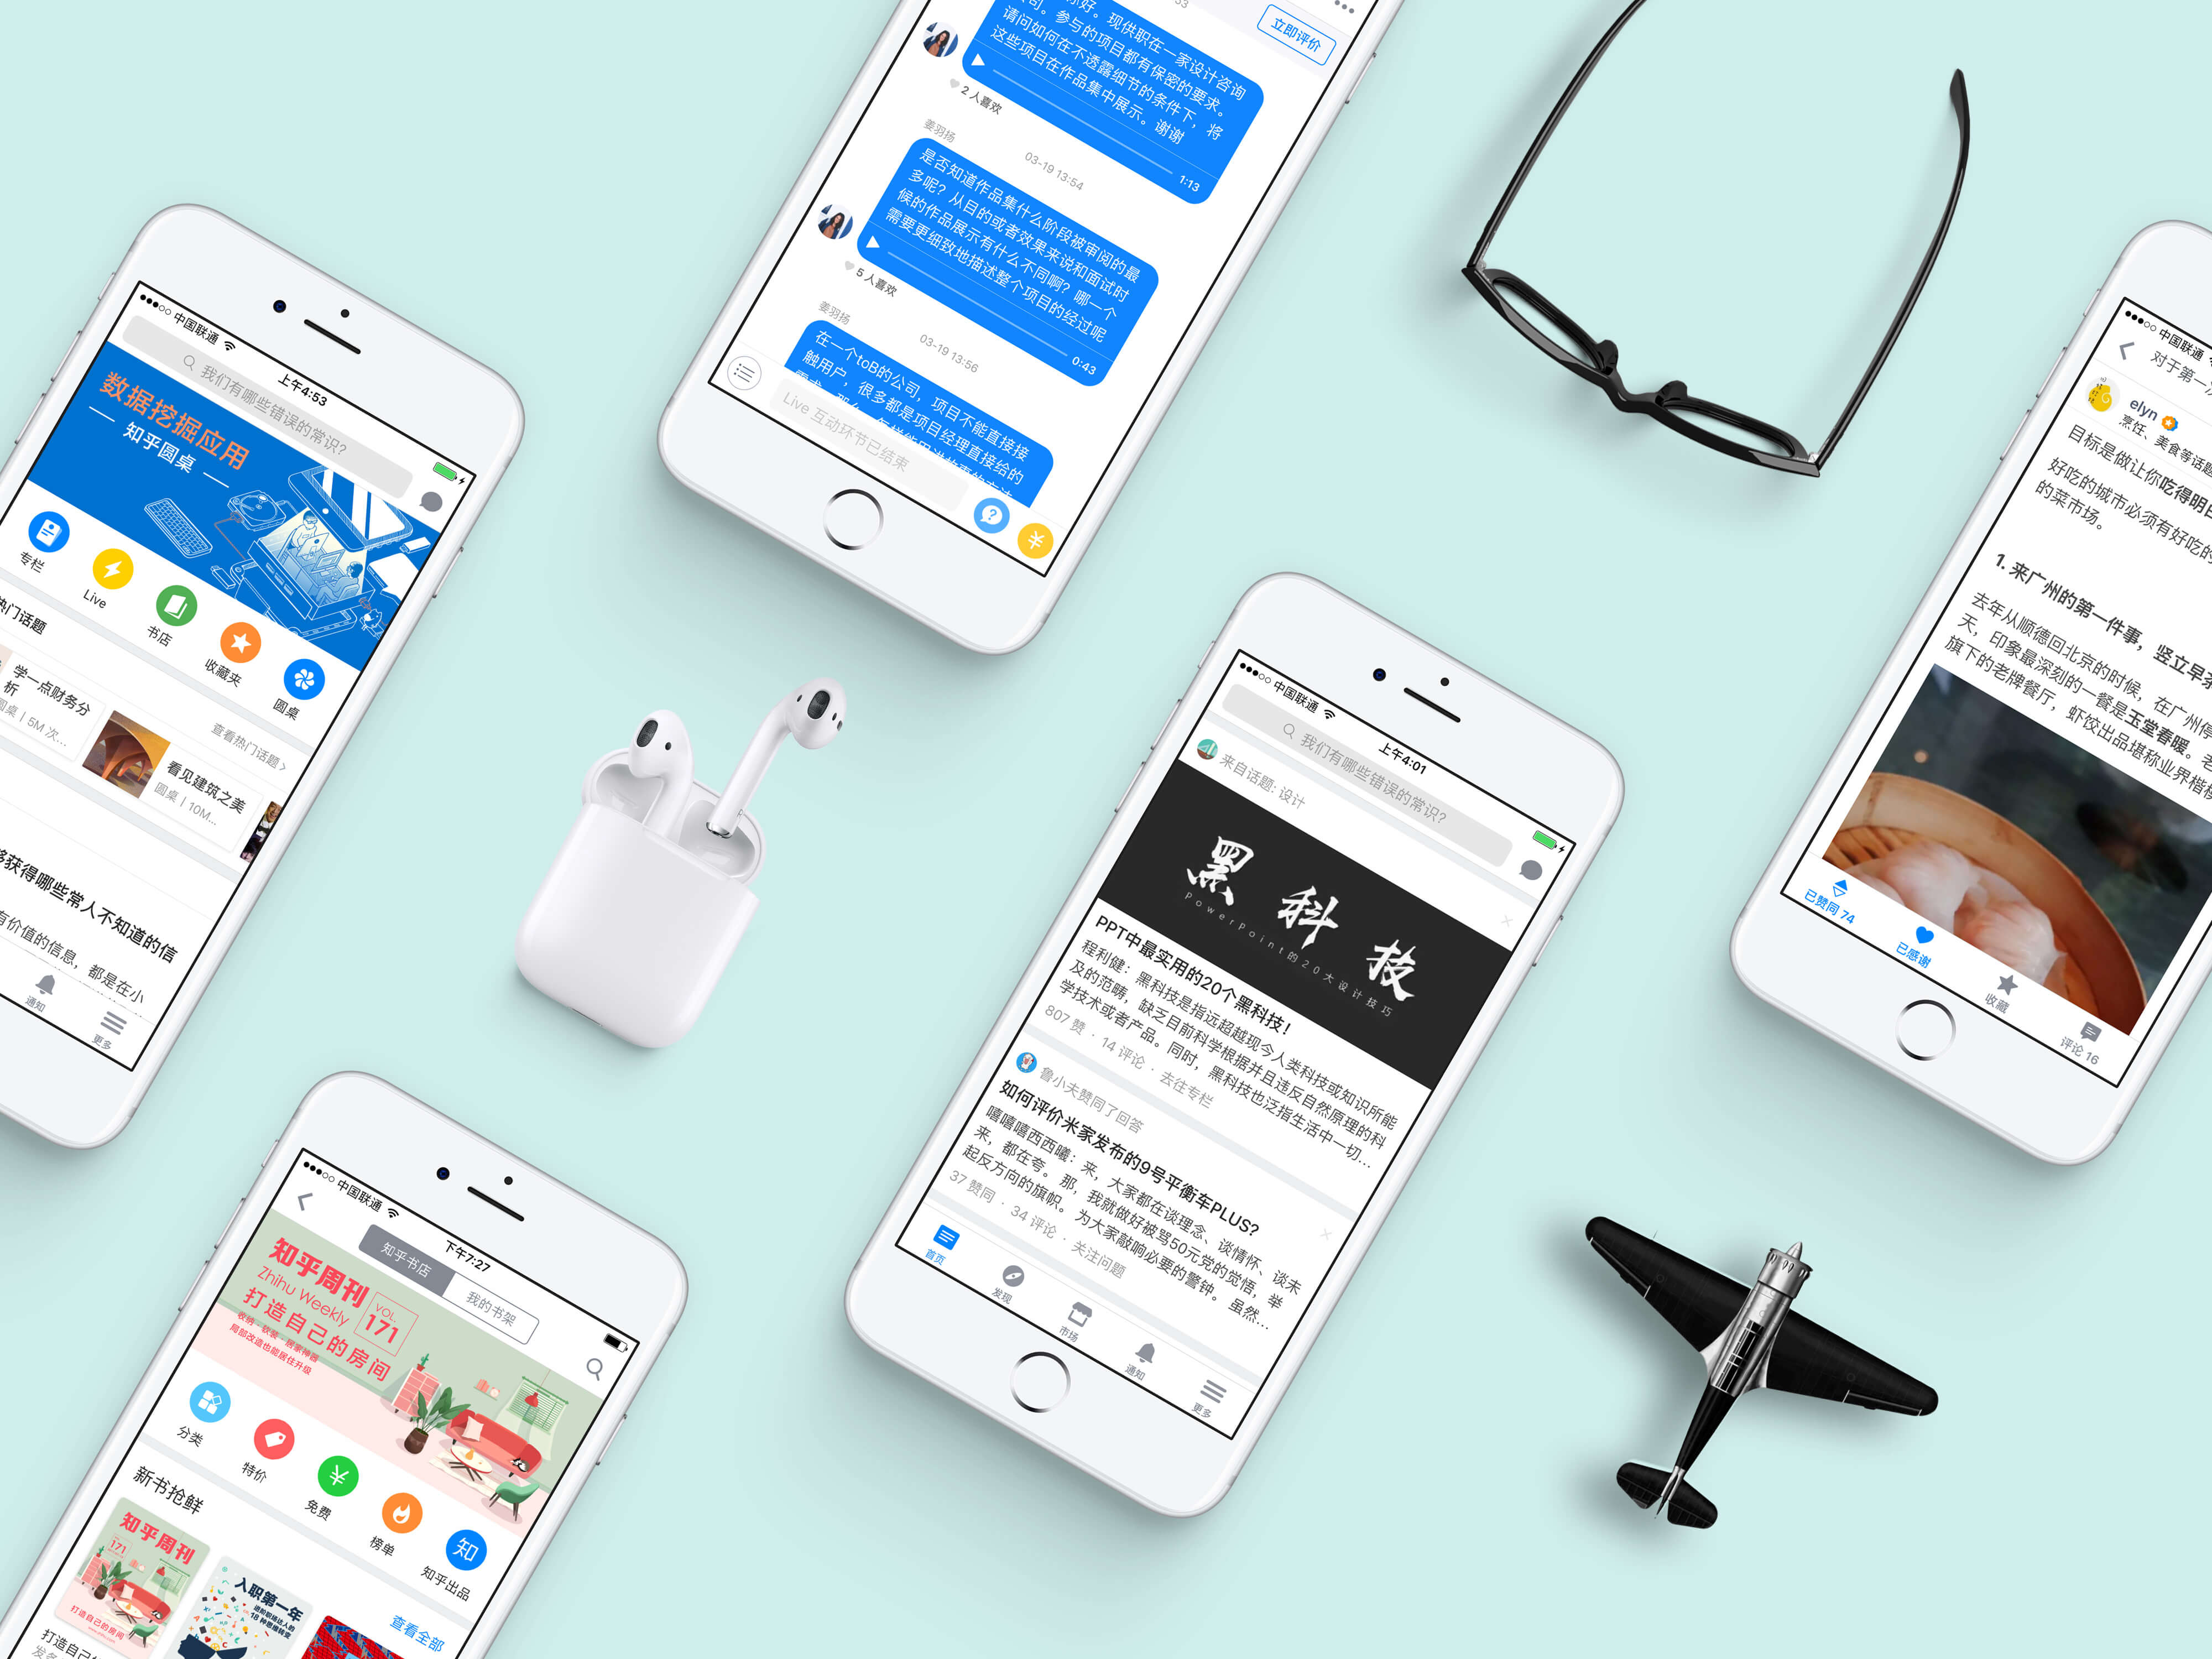 中国联通
上午4:53
我们有哪些错误的常识?
数据挖掘应用
知乎圆桌
专栏
Live
书店
收藏夹
圆桌
热门话题
查看热门话题
学一点财务分
析
圆桌 | 5M 次...
看见建筑之美
圆桌 | 10M...
获得哪些常人不知道的信
有价值的信息，都是在小
通知
更多
立即评价
你好。现供职在一家设计咨询
公司。参与的项目都有保密的要求。
请问如何在不透露细节的条件下，将
这些项目在作品集中展示。谢谢
1:13
2 人喜欢
姜羽扬
03-19 13:54
是否知道作品集什么阶段被审阅的最
多呢？从目的或者效果来说和面试时
候的作品展示有什么不同啊？哪一个
需要更细致地描述整个项目的经过呢
0:43
5 人喜欢
姜羽扬
03-19 13:56
在一个toB的公司，项目不能直接接
触用户，很多都是项目经理直接给的
Live 互动环节已结束
中国联通
上午4:01
我们有哪些错误的常识?
来自话题: 设计
黑科技
powerpoint的20大设计技巧
PPT中最实用的20个黑科技!
程利健：黑科技是指远超越现今人类科技或知识所能
及的范畴，缺乏目前科学根据并且违反自然原理的科
学技术或者产品。同时，黑科技也泛指生活中一切...
807 赞 · 14 评论 · 去往专栏
鲁小夫赞同了回答
如何评价米家发布的9号平衡车PLUS?
嘻嘻嘻西西曦：来，大家都在谈理念、谈情怀、谈未
来，都在夸。那，我就做好被骂50元党的觉悟，举
起反方向的旗帜。为大家敲响必要的警钟。虽然...
37 赞同 · 34 评论 · 关注问题
首页
发现
市场
通知
更多
中国联通
对于第一
elyn
烹饪、美食等话题
目标是做让你吃得明白
好吃的城市必须有好吃的
的菜市场。
1. 来广州的第一件事，竖立早茶
去年从顺德回北京的时候，在广州停
天，印象最深刻的一餐是玉堂春暖。老
旗下的老牌餐厅，虾饺出品堪称业界楷模
已赞同 74
已感谢
收藏
评论 16
中国联通
下午7:27
知乎书店
我的书架
知乎周刊
Zhihu Weekly
VOL.
171
打造自己的房间
收纳 · 软装 · 居家神器
局部改造也能居住升级
分类
特价
免费
榜单
知
知乎出品
新书抢鲜
查看全部
知乎周刊
171
打造自己的房间
入职第一年
进阶职场达人的
18 种思维转变
打造自己